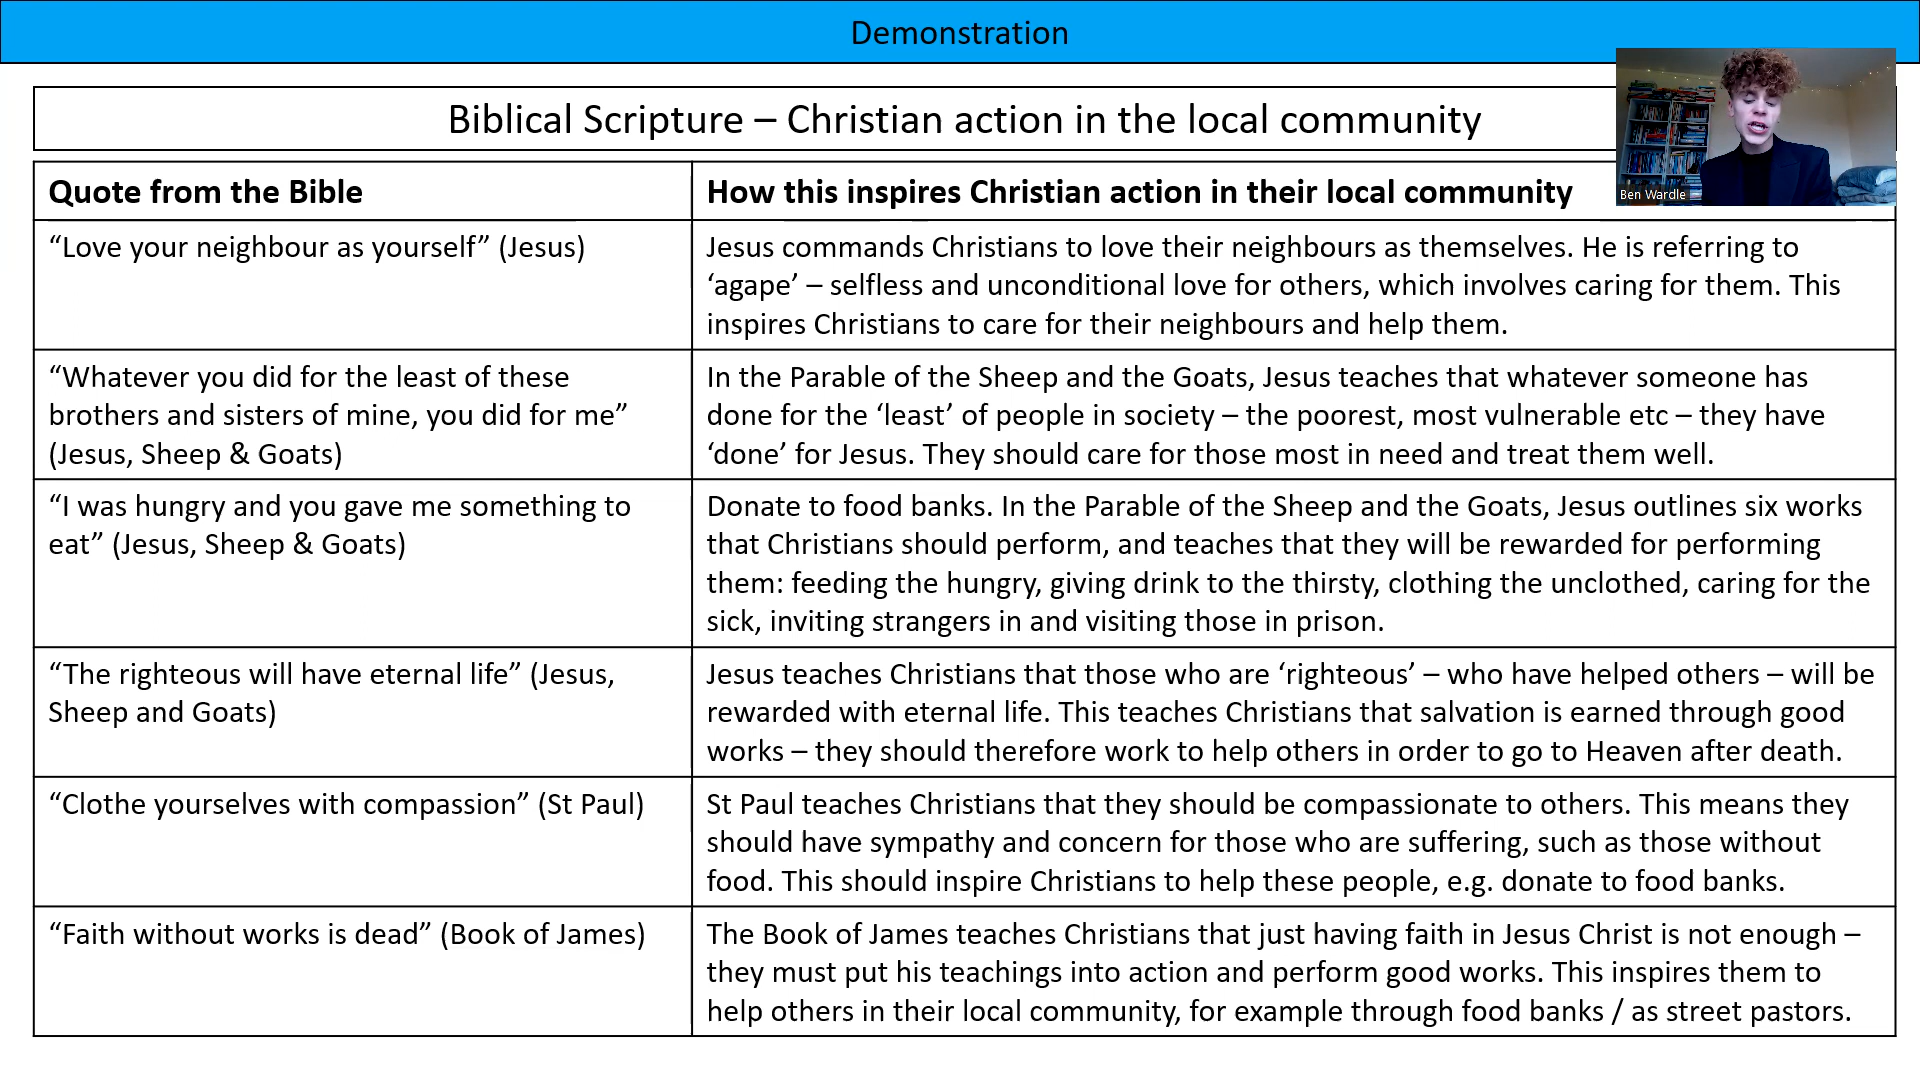 Demonstration
Biblical Scripture – Christian action in the local community
Ben Wardle
Quote from the Bible
How this inspires Christian action in their local community
“Love your neighbour as yourself” (Jesus)
Jesus commands Christians to love their neighbours as themselves. He is referring to
‘agape’ – selfless and unconditional love for others, which involves caring for them. This
inspires Christians to care for their neighbours and help them.
“Whatever you did for the least of these
brothers and sisters of mine, you did for me”
(Jesus, Sheep & Goats)
In the Parable of the Sheep and the Goats, Jesus teaches that whatever someone has
done for the ‘least’ of people in society – the poorest, most vulnerable etc – they have
‘done’ for Jesus. They should care for those most in need and treat them well.
“I was hungry and you gave me something to
eat” (Jesus, Sheep & Goats)
Donate to food banks. In the Parable of the Sheep and the Goats, Jesus outlines six works
that Christians should perform, and teaches that they will be rewarded for performing
them: feeding the hungry, giving drink to the thirsty, clothing the unclothed, caring for the
sick, inviting strangers in and visiting those in prison.
“The righteous will have eternal life” (Jesus,
Sheep and Goats)
Jesus teaches Christians that those who are ‘righteous’ – who have helped others – will be
rewarded with eternal life. This teaches Christians that salvation is earned through good
works – they should therefore work to help others in order to go to Heaven after death.
“Clothe yourselves with compassion” (St Paul)
St Paul teaches Christians that they should be compassionate to others. This means they
should have sympathy and concern for those who are suffering, such as those without
food. This should inspire Christians to help these people, e.g. donate to food banks.
“Faith without works is dead” (Book of James)
The Book of James teaches Christians that just having faith in Jesus Christ is not enough –
they must put his teachings into action and perform good works. This inspires them to
help others in their local community, for example through food banks / as street pastors.